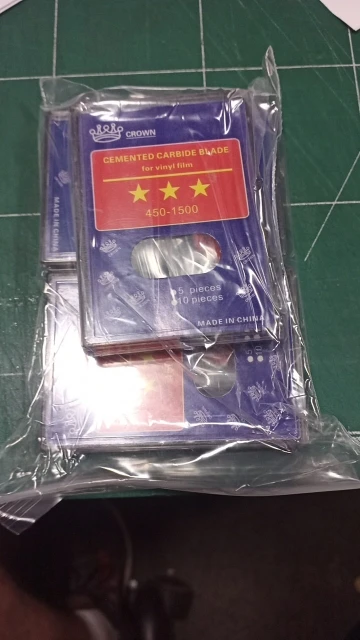 CROWN
CEMENTED CARBIDE BLADE
for vinyl film
450-1500
5 pieces
10 pieces
MADE IN CHINA
MADE IN CHINA